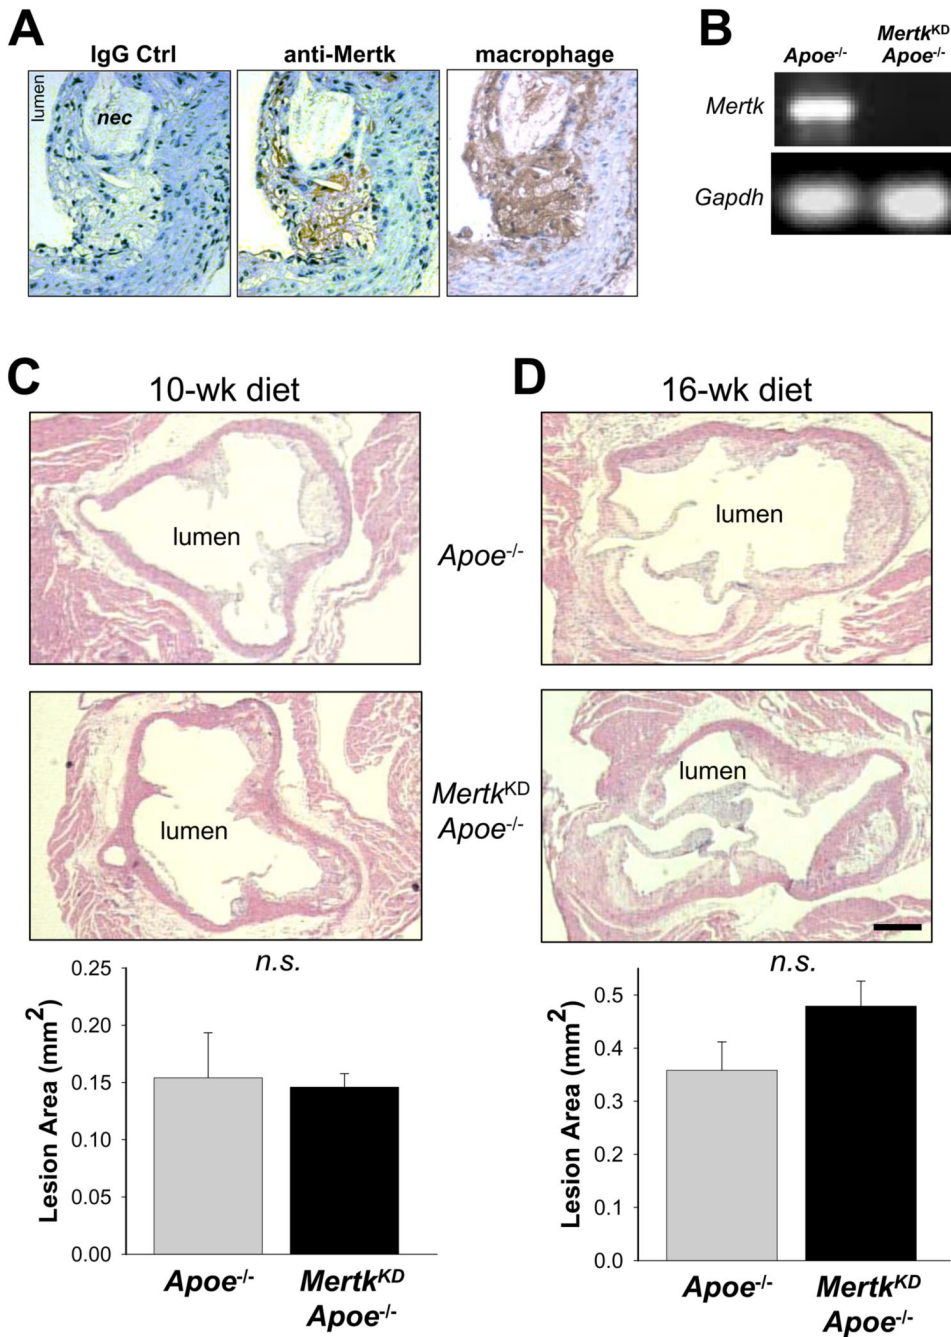 A
IgG Ctrl
anti-Mertk
macrophage
lumen
nec
B
Apoe⁻/⁻
Mertkᴷᴰ
Apoe⁻/⁻
Mertk
Gapdh
C
10-wk diet
lumen
Apoe⁻/⁻
lumen
Mertkᴷᴰ
Apoe⁻/⁻
D
16-wk diet
lumen
lumen
n.s.
0.25
0.20
0.15
0.10
0.05
0.00
Lesion Area (mm²)
Apoe⁻/⁻
Mertkᴷᴰ
Apoe⁻/⁻
n.s.
0.5
0.4
0.3
0.2
0.1
0.0
Lesion Area (mm²)
Apoe⁻/⁻
Mertkᴷᴰ
Apoe⁻/⁻